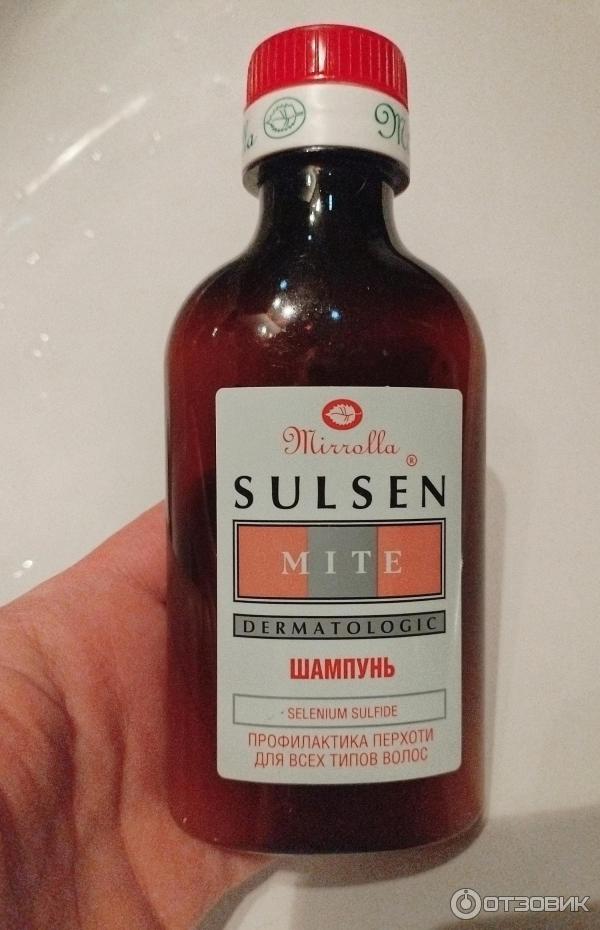 Mirrolla
®
SULSEN
MITE
DERMATOLOGIC
ШАМПУНЬ
SELENIUM SULFIDE
ПРОФИЛАКТИКА ПЕРХОТИ
ДЛЯ ВСЕХ ТИПОВ ВОЛОС
ОТЗОВИК